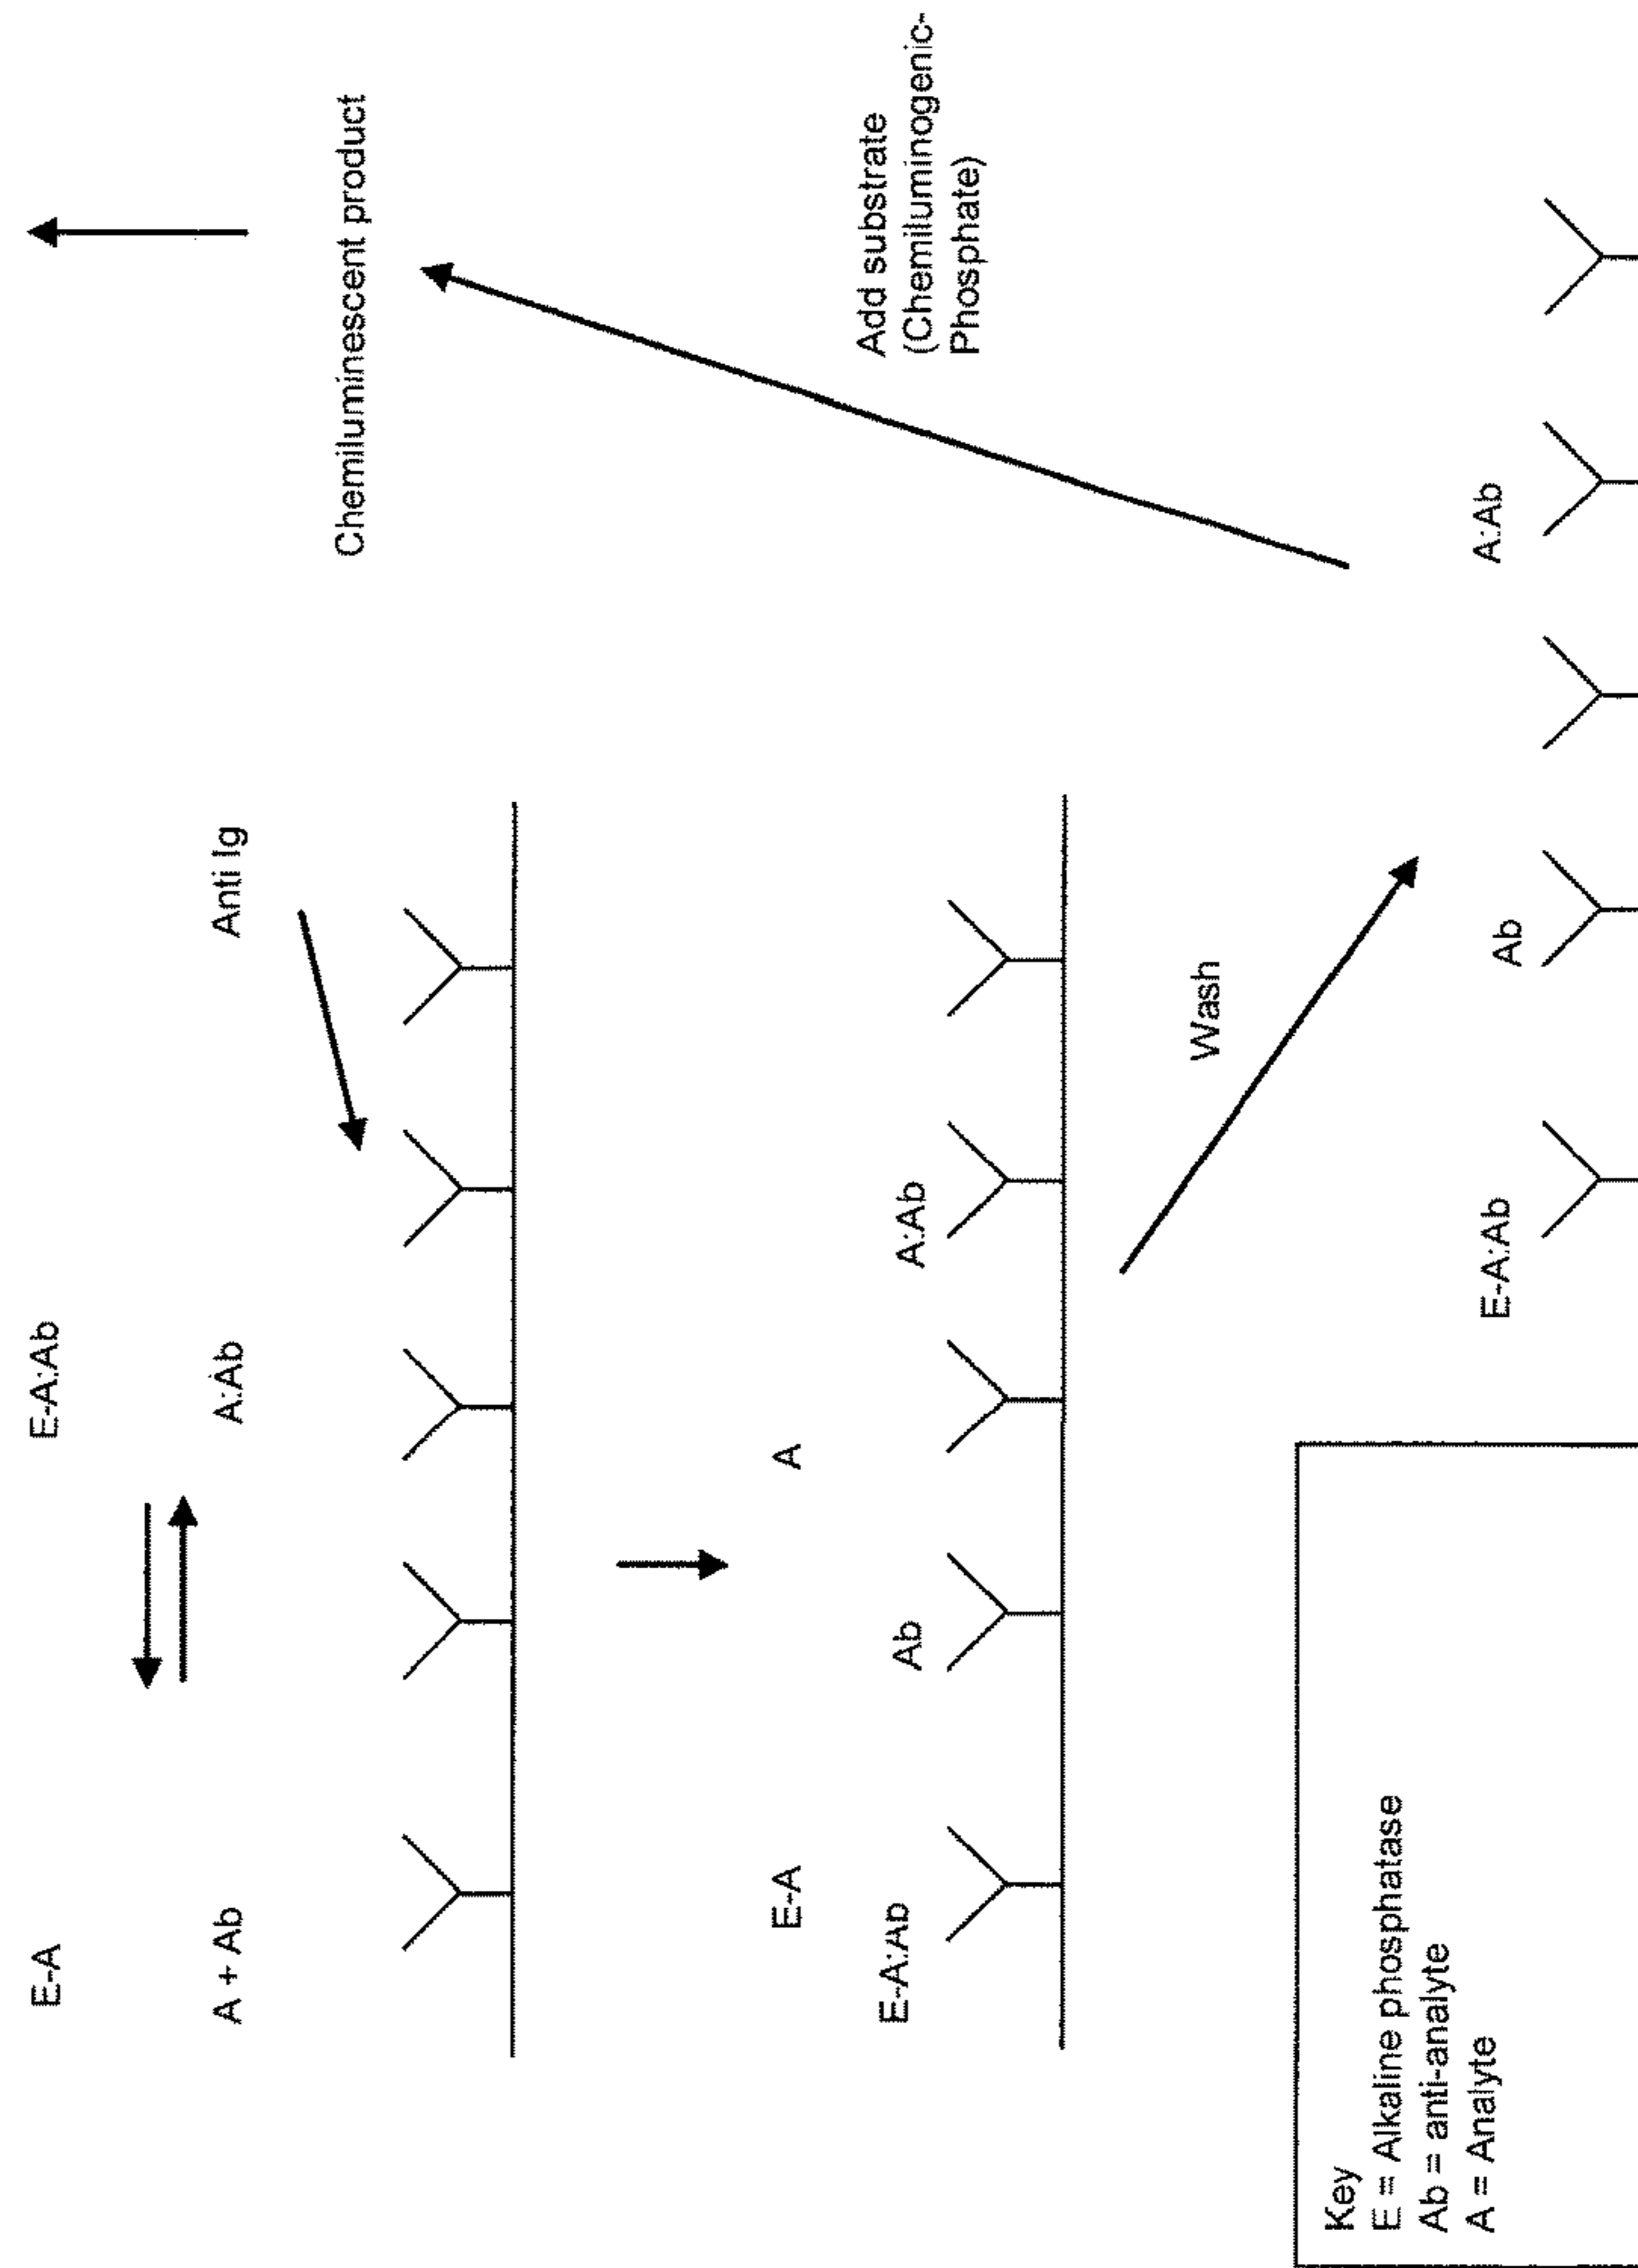 E-A
E-A:Ab
A + Ab
A:Ab
Anti Ig
E-A
A
E-A:Ab
Ab
A:Ab
Wash
E-A:Ab
Ab
A:Ab
Add substrate
(Chemiluminogenic-
Phosphate)
Chemiluminescent product
Key
E = Alkaline phosphatase
Ab = anti-analyte
A = Analyte